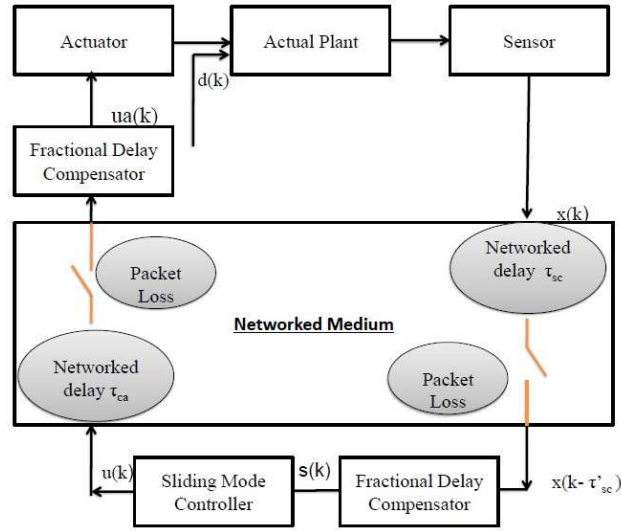 Actuator
Actual Plant
Sensor
d(k)
ua(k)
Fractional Delay
Compensator
x(k)
Networked
delay τsc
Packet
Loss
Networked Medium
Networked
delay τca
Packet
Loss
u(k)
Sliding Mode
Controller
s(k)
Fractional Delay
Compensator
x(k- τ'sc)